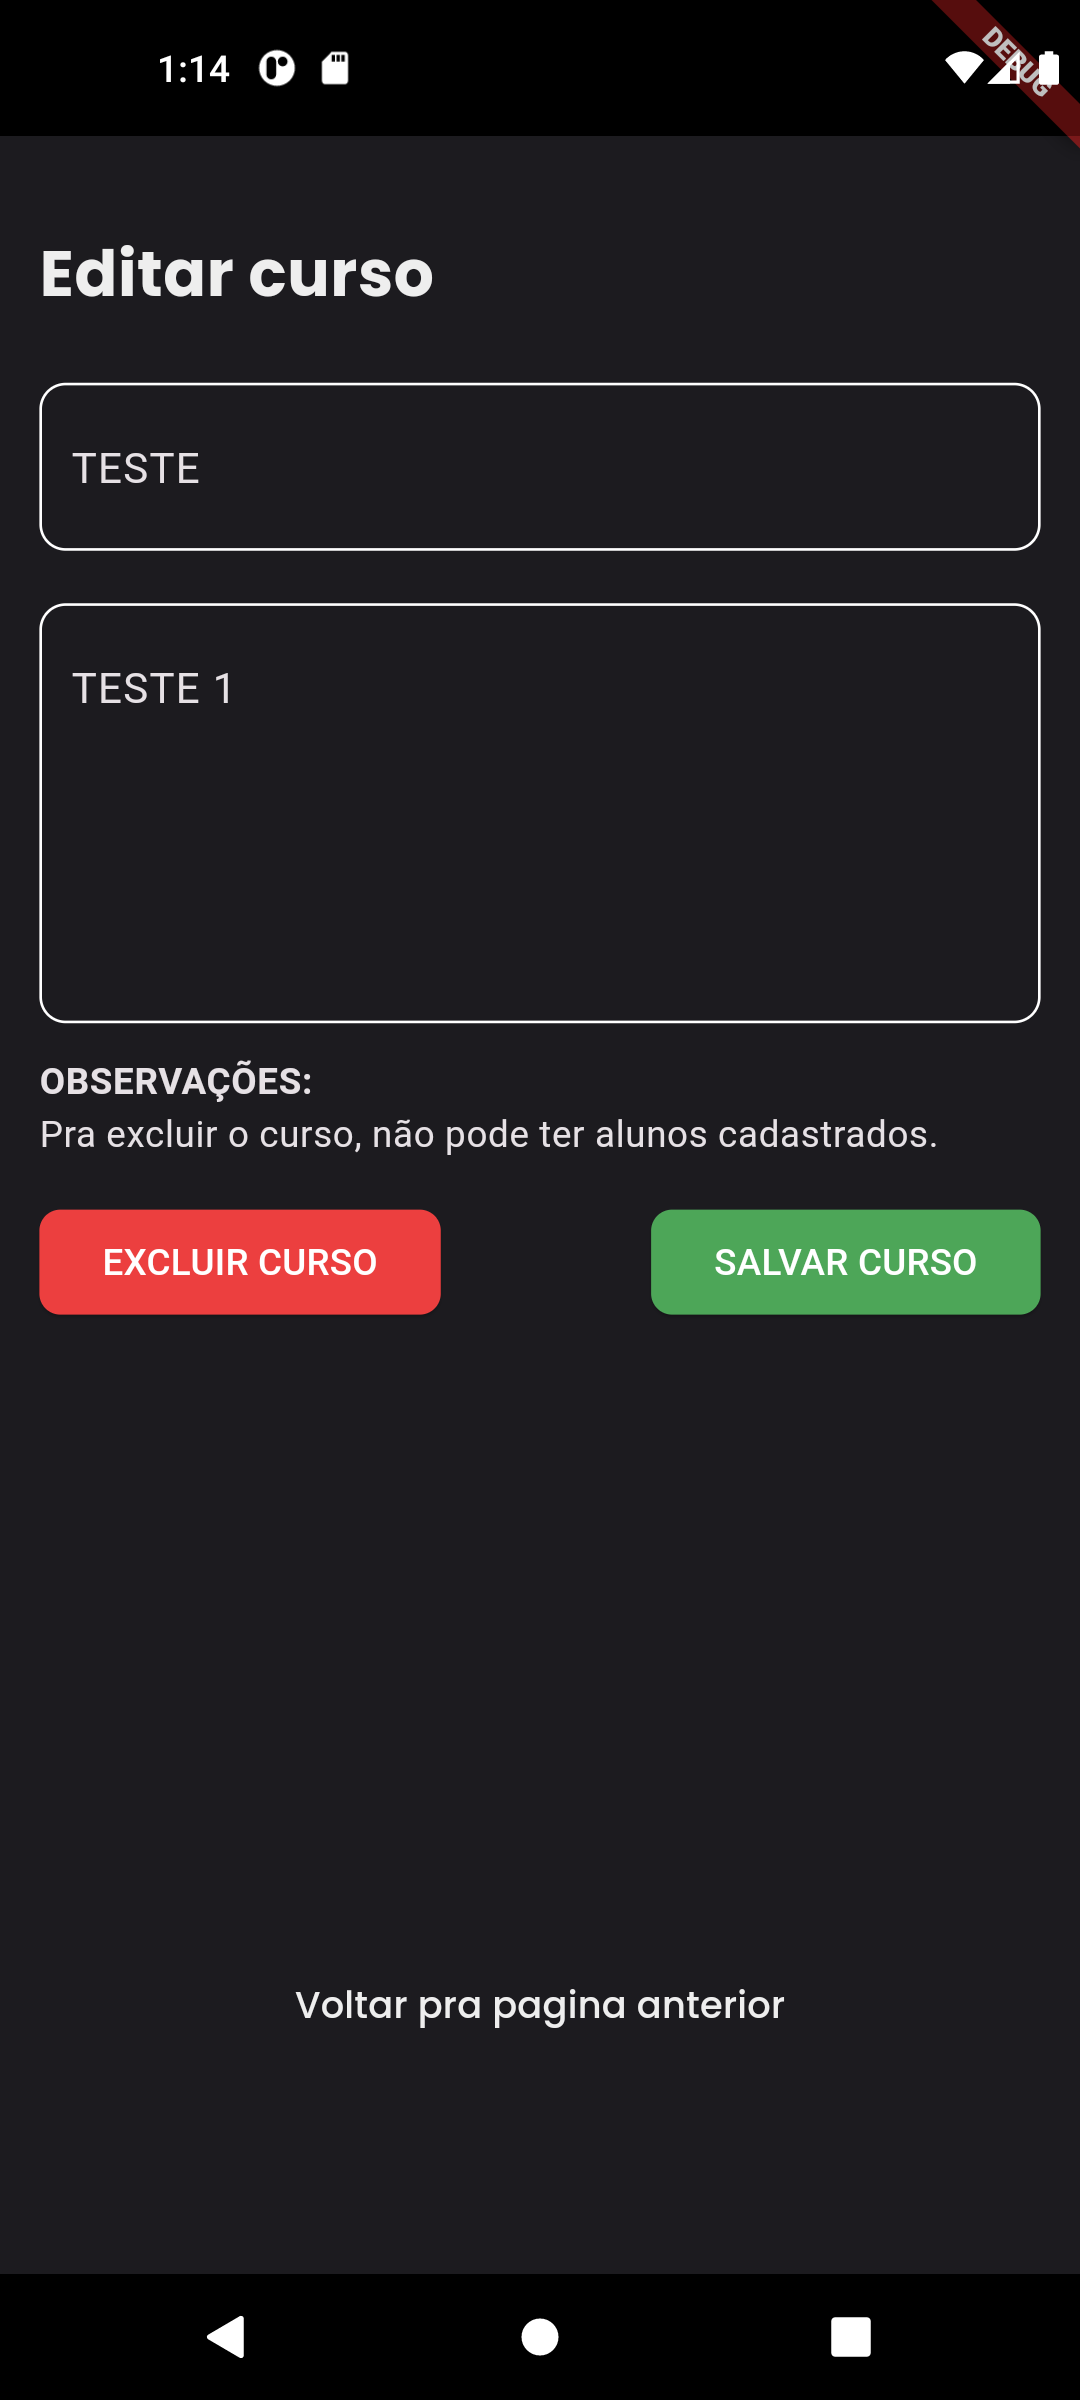 1:14
DEBUG
Editar curso
TESTE
TESTE 1
OBSERVAÇÕES:
Pra excluir o curso, não pode ter alunos cadastrados.
EXCLUIR CURSO
SALVAR CURSO
Voltar pra pagina anterior